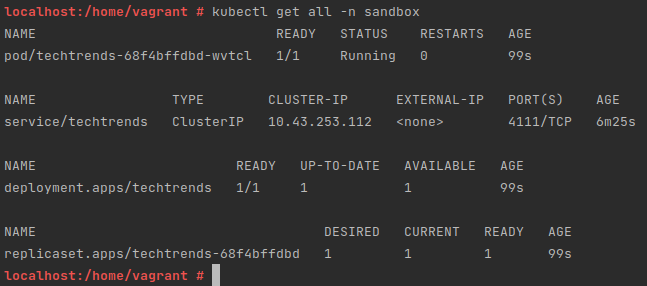 localhost:/home/vagrant # kubectl get all -n sandbox
NAME READY STATUS RESTARTS AGE
pod/techtrends-68f4bffdbd-wvtcl 1/1 Running 0 99s
NAME TYPE CLUSTER-IP EXTERNAL-IP PORT(S) AGE
service/techtrends ClusterIP 10.43.253.112 <none> 4111/TCP 6m25s
NAME READY UP-TO-DATE AVAILABLE AGE
deployment.apps/techtrends 1/1 1 1 99s
NAME DESIRED CURRENT READY AGE
replicaset.apps/techtrends-68f4bffdbd 1 1 1 99s
localhost:/home/vagrant #